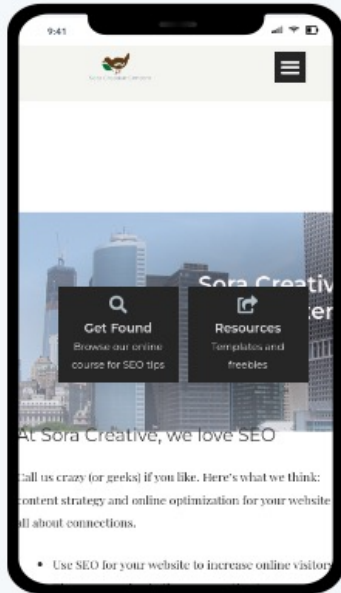 9:41
Sora Creativ
ter
Get Found
Browse our online
course for SEO tips
Resources
Templates and
freebies
At Sora Creative, we love SEO
Call us crazy (or geeks) if you like. Here's what we think:
content strategy and online optimization for your website
all about connections.
• Use SEO for your website to increase online visitors